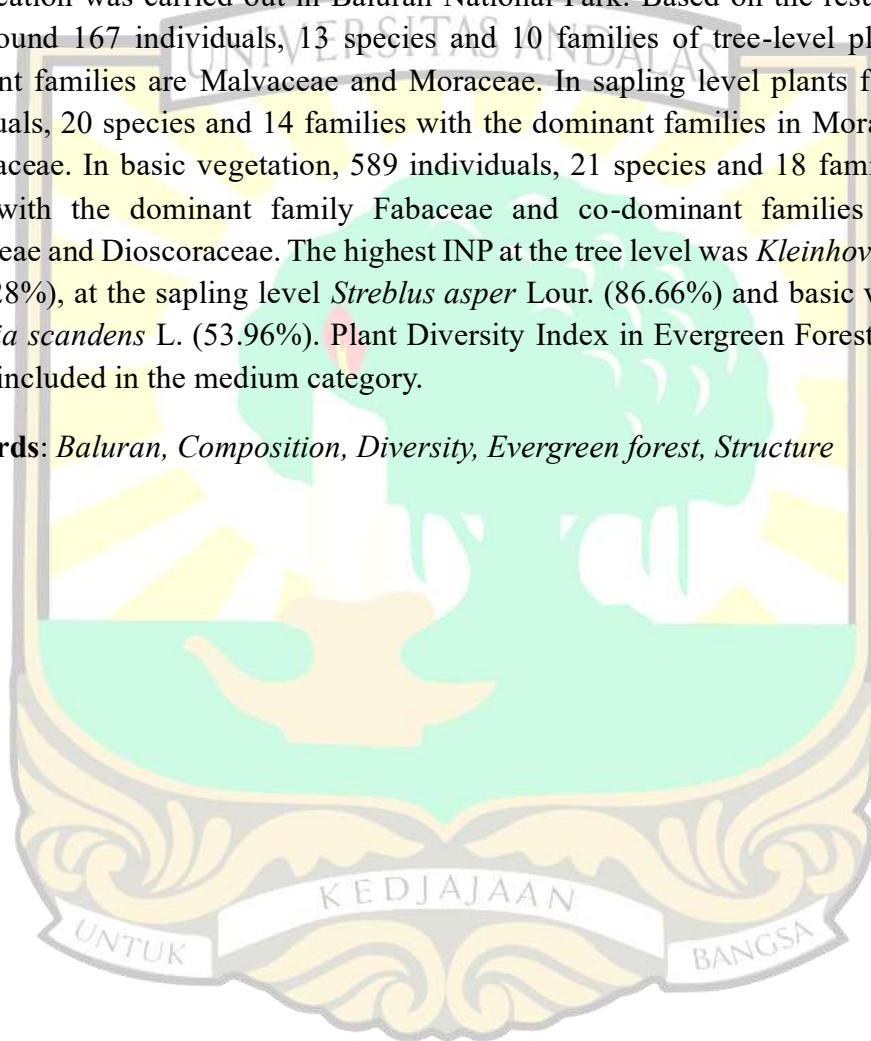 cation was carried out in Baluran National Park. Based on the resu
ound 167 individuals, 13 species and 10 families of tree-level pl
nt families are Malvaceae and Moraceae. In sapling level plants f
uals, 20 species and 14 families with the dominant families in Mora
aceae. In basic vegetation, 589 individuals, 21 species and 18 fam
with the dominant family Fabaceae and co-dominant families
eae and Dioscoraceae. The highest INP at the tree level was Kleinhov
28%), at the sapling level Streblus asper Lour. (86.66%) and basic v
ia scandens L. (53.96%). Plant Diversity Index in Evergreen Forest
included in the medium category.
rds: Baluran, Composition, Diversity, Evergreen forest, Structure
UNIVERSITAS ANDALAS
KEDJAJAAN
UNTUK BANGSA